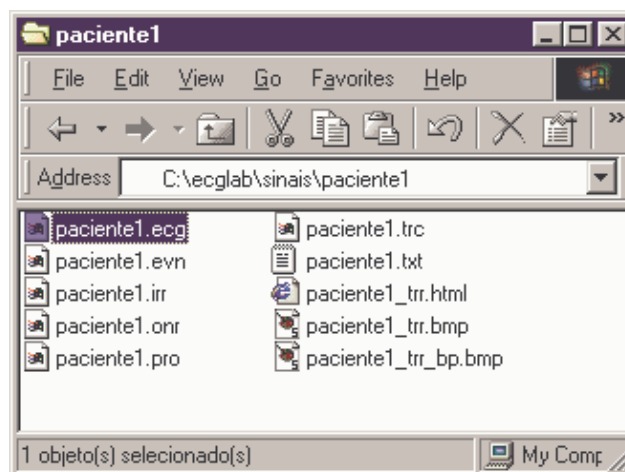 paciente1
File Edit View Go Favorites Help
Address C:\ecglab\sinais\paciente1
paciente1.ecg paciente1.trc
paciente1.evn paciente1.txt
paciente1.irr paciente1_trr.html
paciente1.onr paciente1_trr.bmp
paciente1.pro paciente1_trr_bp.bmp
1 objeto(s) selecionado(s) My Comp